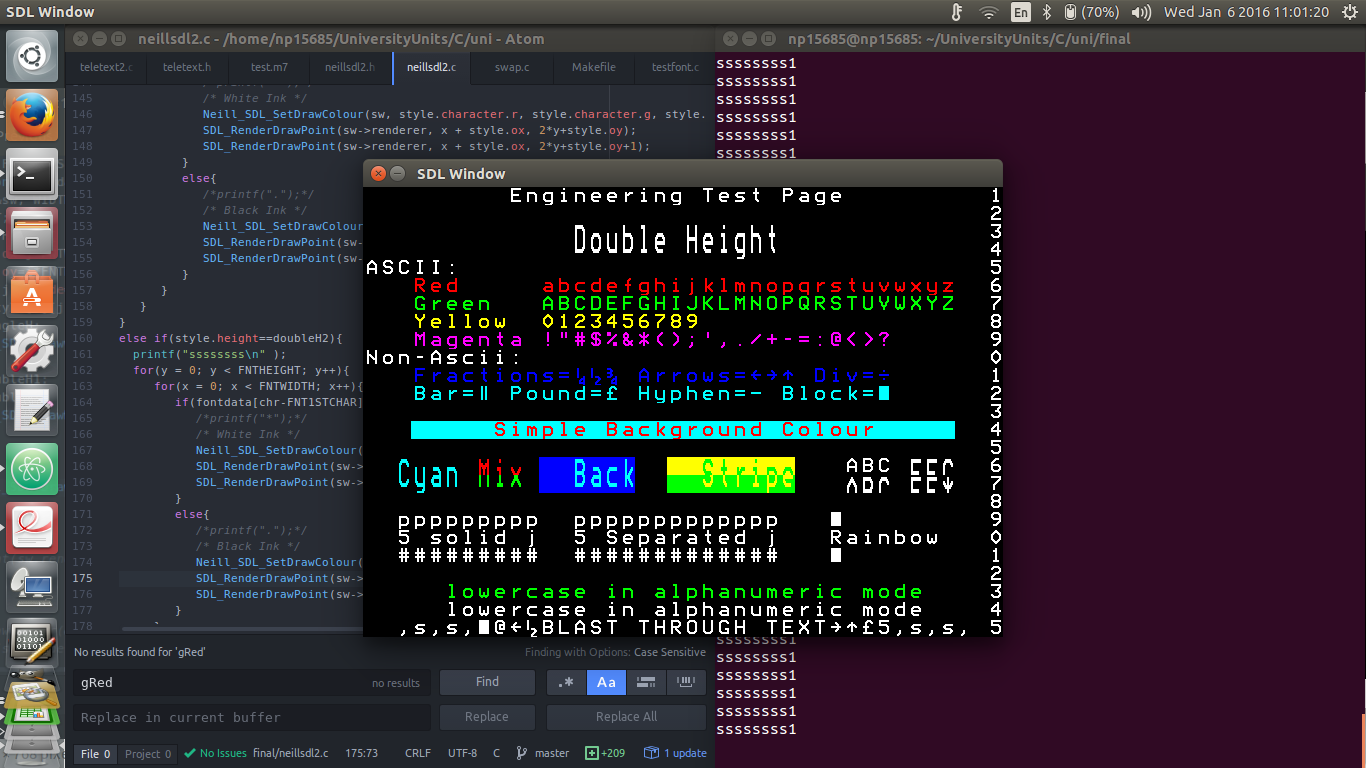 SDL Window
En
(70%)
Wed Jan 6 2016 11:01:20
neillsdl2.c - /home/np15685/UniversityUnits/C/uni - Atom
np15685@np15685: ~/UniversityUnits/C/uni/final
teletext2.c
teletext.h
test.m7
neillsdl2.h
neillsdl2.c
swap.c
Makefile
testfont.c
145 /* White Ink */
146 Neill_SDL_SetDrawColour(sw, style.character.r, style.character.g, style.
147 SDL_RenderDrawPoint(sw->renderer, x + style.ox, 2*y+style.oy);
148 SDL_RenderDrawPoint(sw->renderer, x + style.ox, 2*y+style.oy+1);
149 }
150 else{
151 /*printf(".");*/
152 /* Black Ink */
153 Neill_SDL_SetDrawColour
154 SDL_RenderDrawPoint(sw-
155 SDL_RenderDrawPoint(sw-
156 }
157 }
158 }
159 }
160 else if(style.height==doubleH2){
161 printf("ssssssss\n" );
162 for(y = 0; y < FNTHEIGHT; y++){
163 for(x = 0; x < FNTWIDTH; x++){
164 if(fontdata[chr-FNT1STCHAR]
165 /*printf("*");*/
166 /* White Ink */
167 Neill_SDL_SetDrawColour
168 SDL_RenderDrawPoint(sw-
169 SDL_RenderDrawPoint(sw-
170 }
171 else{
172 /*printf(".");*/
173 /* Black Ink */
174 Neill_SDL_SetDrawColour
175 SDL_RenderDrawPoint(sw->
176 SDL_RenderDrawPoint(sw->
177 }
178
No results found for 'gRed'
Finding with Options: Case Sensitive
gRed
no results
.*
Aa
Find
Replace in current buffer
Replace
Replace All
File 0
Project 0
No Issues
final/neillsdl2.c
175:73
CRLF
UTF-8
C
master
+209
1 update
SDL Window
Engineering Test Page 1
2
Double Height 3
4
ASCII: 5
Red abcdefghijklmnopqrstuvwxyz 6
Green ABCDEFGHIJKLMNOPQRSTUVWXYZ 7
Yellow 0123456789 8
Magenta !"#$%&*();',./+-=:@<>? 9
Non-Ascii: 0
Fractions=¼½¾ Arrows=←→↑ Div=÷ 1
Bar=‖ Pound=£ Hyphen=- Block=■ 2
3
Simple Background Colour 4
5
Cyan Mix Back Stripe ABC 6
7
8
ppppppppp ppppppppppppp 9
5 solid j 5 Separated j Rainbow 0
######### ############# 1
2
lowercase in alphanumeric mode 3
lowercase in alphanumeric mode 4
,s,s,■@←½BLAST THROUGH TEXT→↑£5,s,s, 5
ssssssss1
ssssssss1
ssssssss1
ssssssss1
ssssssss1
ssssssss1
ssssssss1
ssssssss1
ssssssss1
ssssssss1
ssssssss1
ssssssss1